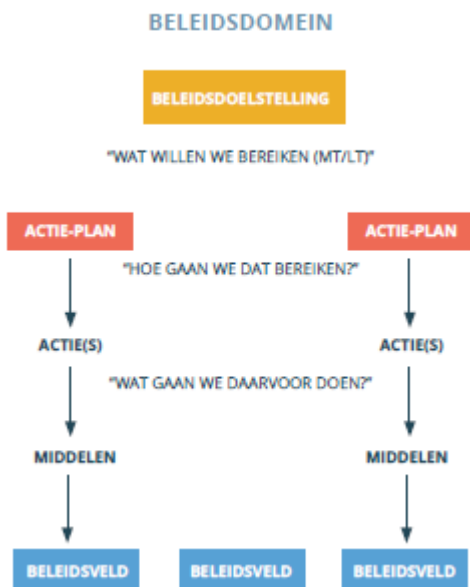 BELEIDSDOMEIN
BELEIDSDOELSTELLING
"WAT WILLEN WE BEREIKEN (MT/LT)"
ACTIE-PLAN ACTIE-PLAN
"HOE GAAN WE DAT BEREIKEN?"
ACTIE(S) ACTIE(S)
"WAT GAAN WE DAARVOOR DOEN?"
MIDDELEN MIDDELEN
BELEIDSVELD BELEIDSVELD BELEIDSVELD